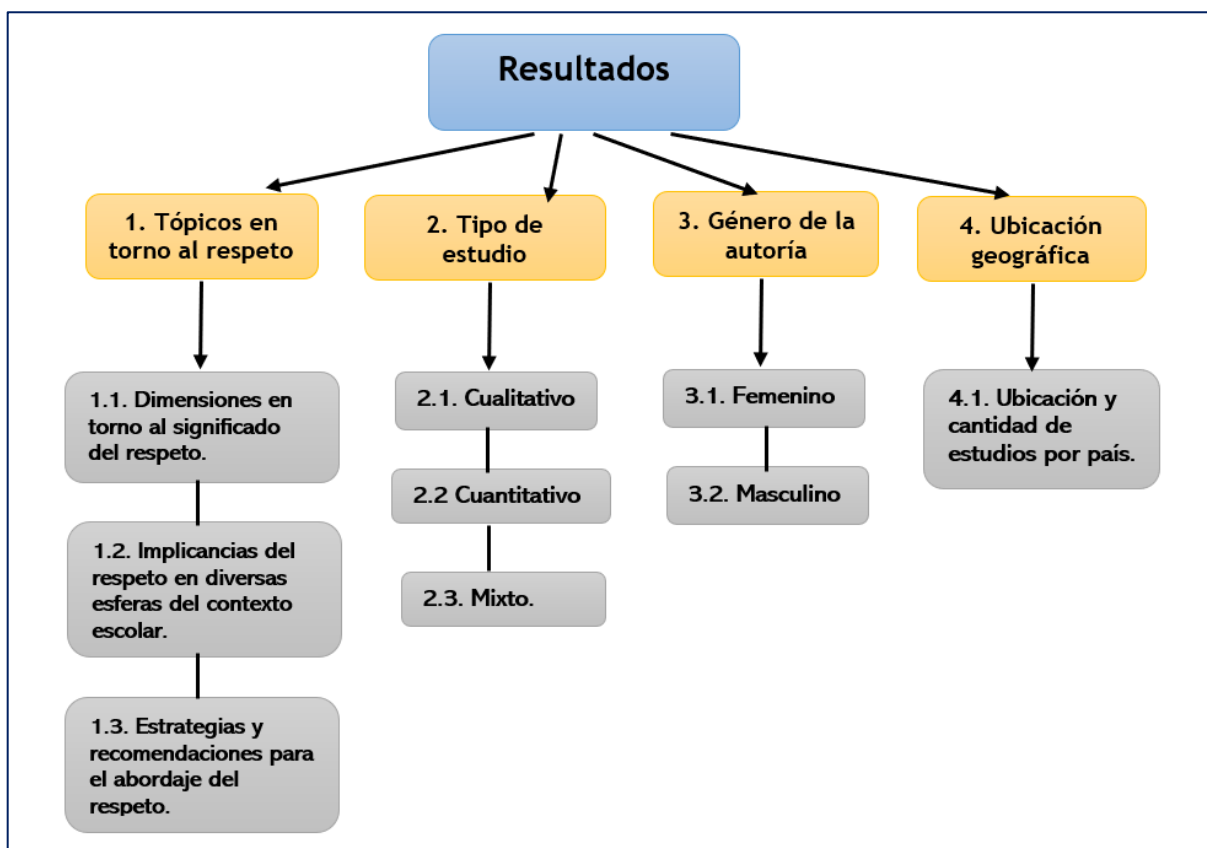 Resultados
1. Tópicos en
torno al respeto
2. Tipo de
estudio
3. Género de la
autoría
4. Ubicación
geográfica
1.1. Dimensiones en
torno al significado
del respeto.
1.2. Implicancias del
respeto en diversas
esferas del contexto
escolar.
1.3. Estrategias y
recomendaciones para
el abordaje del
respeto.
2.1. Cualitativo
2.2 Cuantitativo
2.3. Mixto.
3.1. Femenino
3.2. Masculino
4.1. Ubicación y
cantidad de
estudios por país.